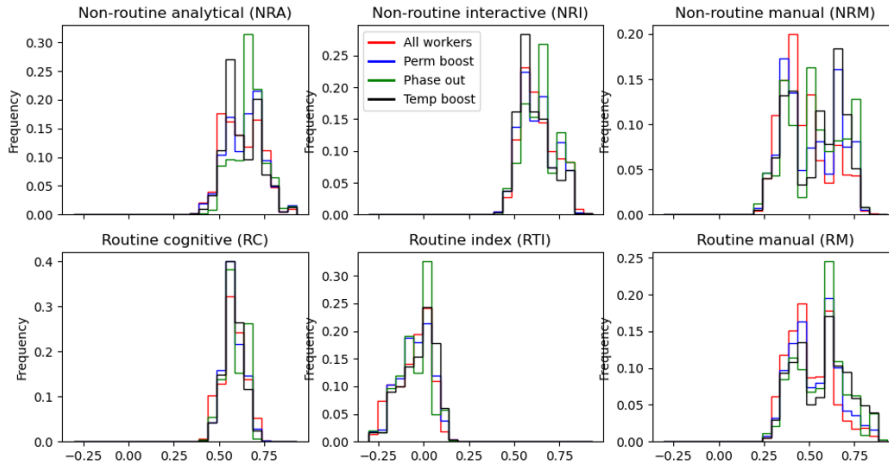 Non-routine analytical (NRA)
Non-routine interactive (NRI)
Non-routine manual (NRM)
Frequency
0.30
0.25
0.20
0.15
0.10
0.05
0.00
Frequency
0.25
0.20
0.15
0.10
0.05
0.00
All workers
Perm boost
Phase out
Temp boost
Frequency
0.20
0.15
0.10
0.05
0.00
Routine cognitive (RC)
Routine index (RTI)
Routine manual (RM)
Frequency
0.4
0.3
0.2
0.1
0.0
−0.25 0.00 0.25 0.50 0.75
Frequency
0.30
0.25
0.20
0.15
0.10
0.05
0.00
−0.25 0.00 0.25 0.50 0.75
Frequency
0.25
0.20
0.15
0.10
0.05
0.00
−0.25 0.00 0.25 0.50 0.75